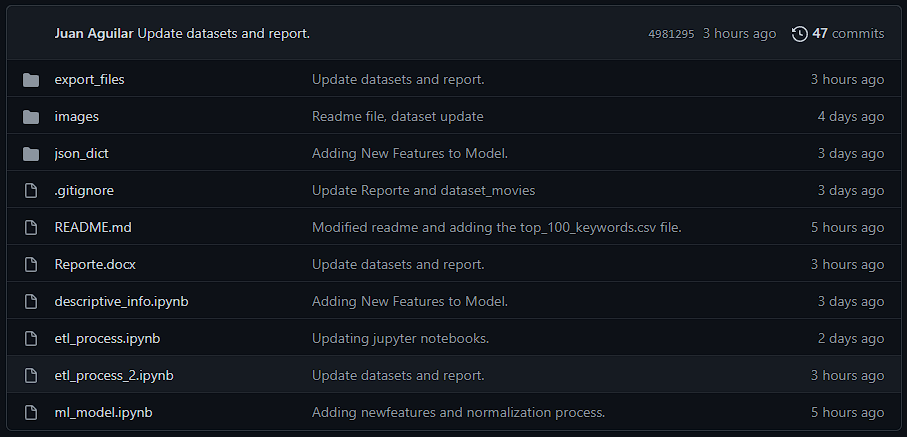 Juan Aguilar Update datasets and report. 4981295 3 hours ago 47 commits
export_files Update datasets and report. 3 hours ago
images Readme file, dataset update 4 days ago
json_dict Adding New Features to Model. 3 days ago
.gitignore Update Reporte and dataset_movies 3 days ago
README.md Modified readme and adding the top_100_keywords.csv file. 5 hours ago
Reporte.docx Update datasets and report. 3 hours ago
descriptive_info.ipynb Adding New Features to Model. 3 days ago
etl_process.ipynb Updating jupyter notebooks. 2 days ago
etl_process_2.ipynb Update datasets and report. 3 hours ago
ml_model.ipynb Adding newfeatures and normalization process. 5 hours ago